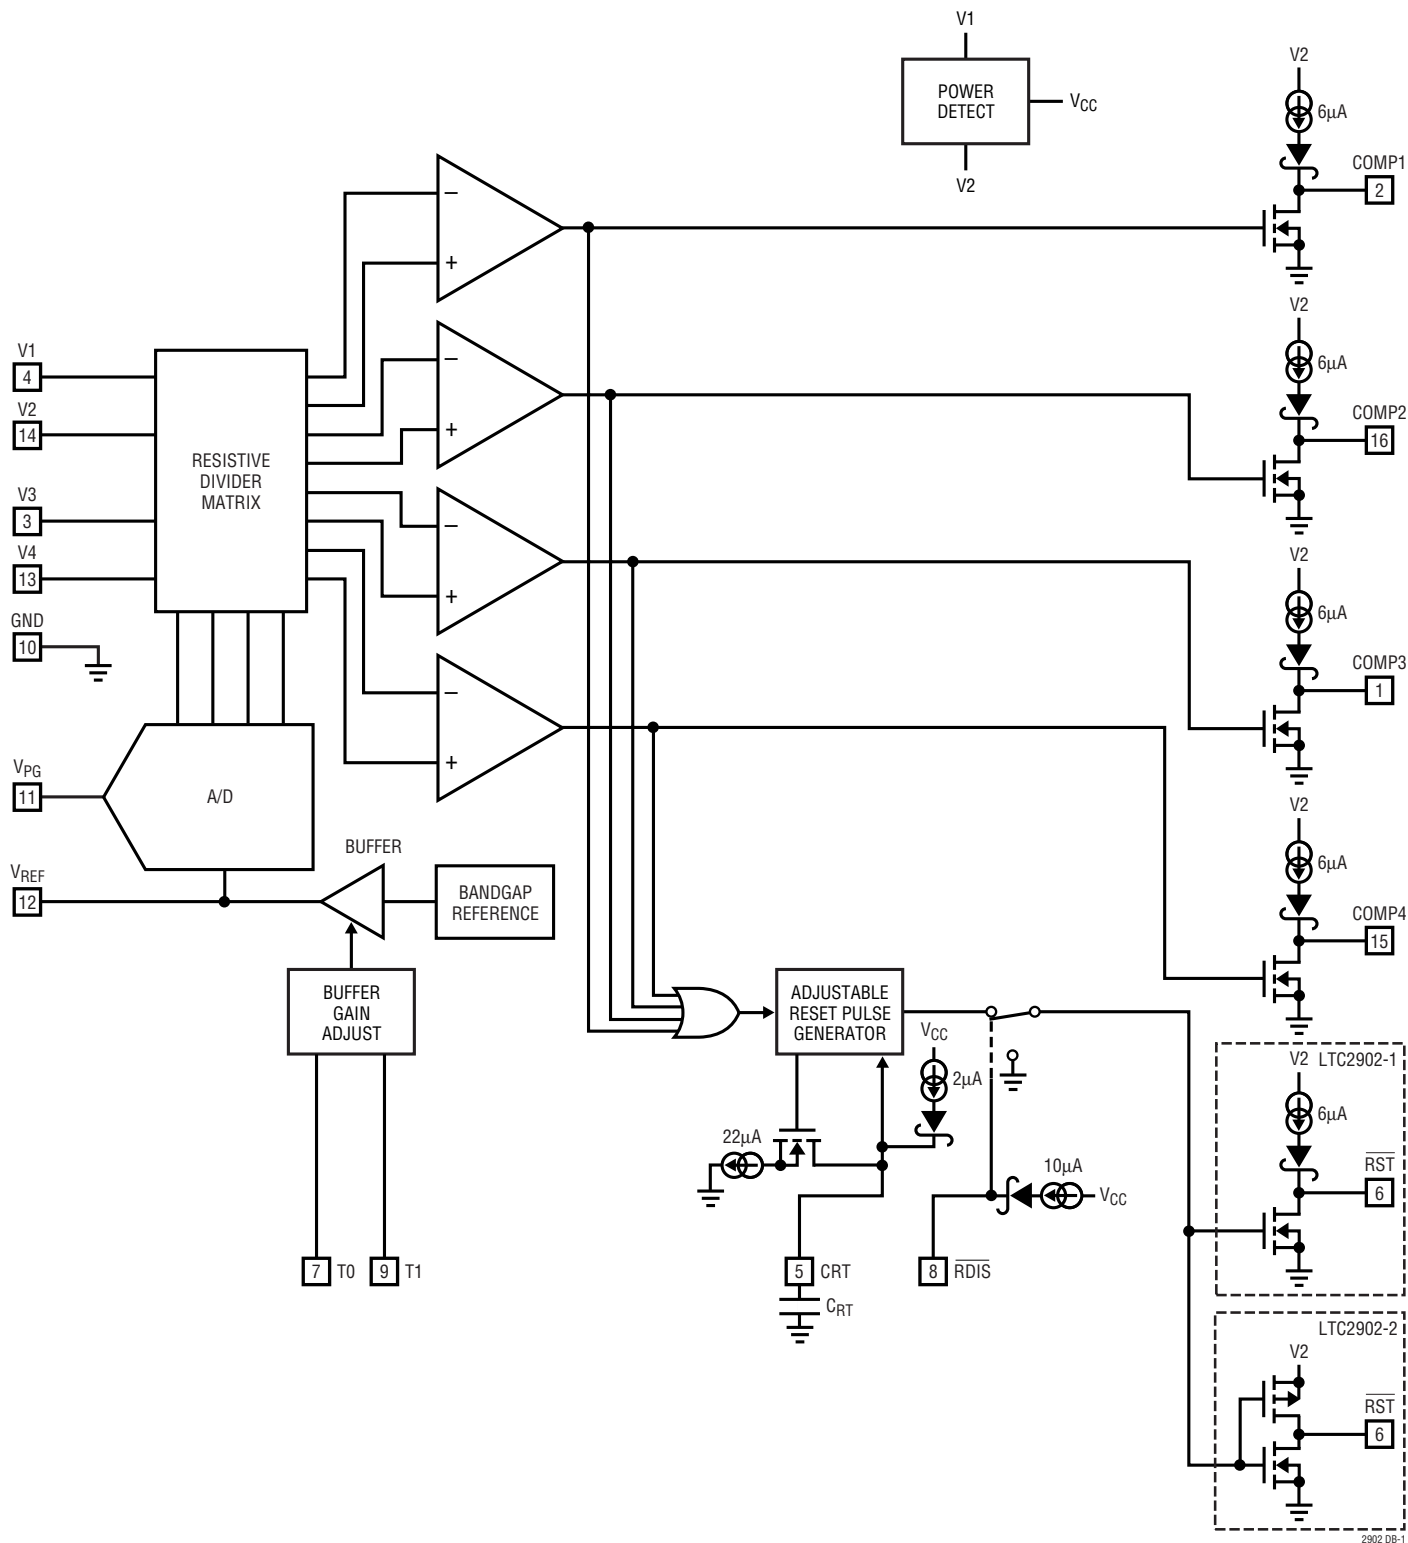 V1
POWER
DETECT
VCC
V2
V2
6µA
COMP1
2
−
+
V2
6µA
COMP2
16
−
+
V1
4
V2
14
V3
3
V4
13
GND
10
RESISTIVE
DIVIDER
MATRIX
−
+
V2
6µA
COMP3
1
−
+
VPG
11
A/D
VREF
12
BUFFER
BANDGAP
REFERENCE
V2
6µA
COMP4
15
BUFFER
GAIN
ADJUST
7 T0
9 T1
ADJUSTABLE
RESET PULSE
GENERATOR
VCC
2µA
22µA
10µA
VCC
5 CRT
CRT
8 RDIS
V2 LTC2902-1
6µA
RST
6
LTC2902-2
V2
RST
6
2902 DB-1